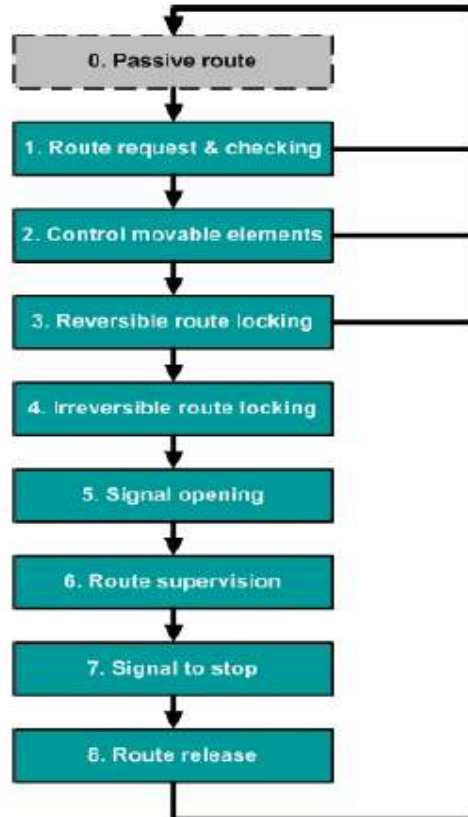 0. Passive route
1. Route request & checking
2. Control movable elements
3. Reversible route locking
4. Irreversible route locking
5. Signal opening
6. Route supervision
7. Signal to stop
8. Route release